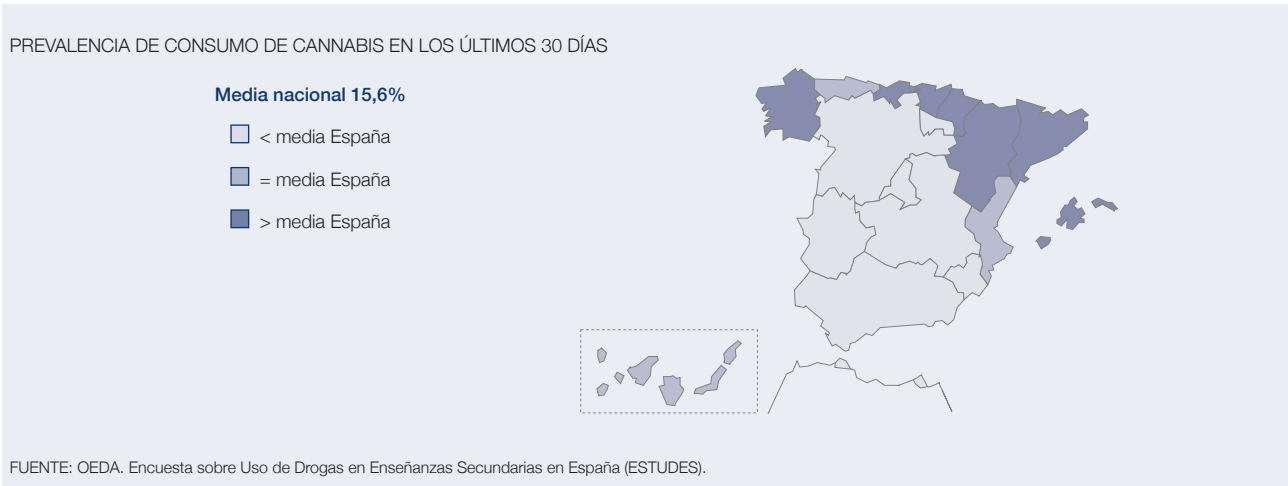 PREVALENCIA DE CONSUMO DE CANNABIS EN LOS ÚLTIMOS 30 DÍAS
Media nacional 15,6%
< media España
= media España
> media España
FUENTE: OEDA. Encuesta sobre Uso de Drogas en Enseñanzas Secundarias en España (ESTUDES).